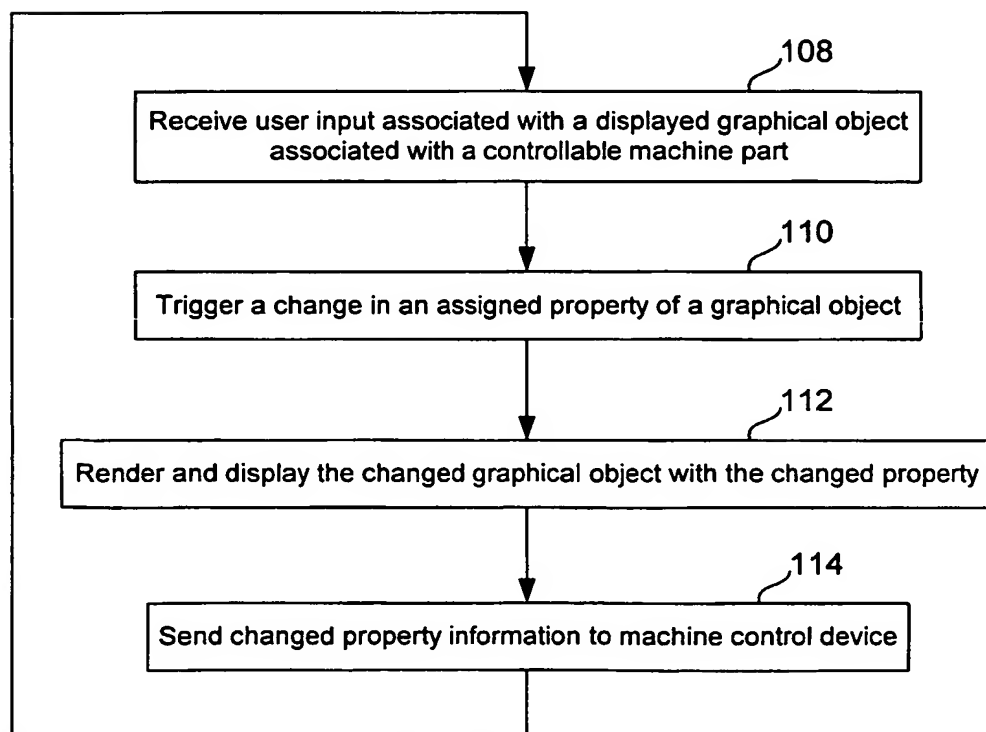 108
Receive user input associated with a displayed graphical object
associated with a controllable machine part
110
Trigger a change in an assigned property of a graphical object
112
Render and display the changed graphical object with the changed property
114
Send changed property information to machine control device